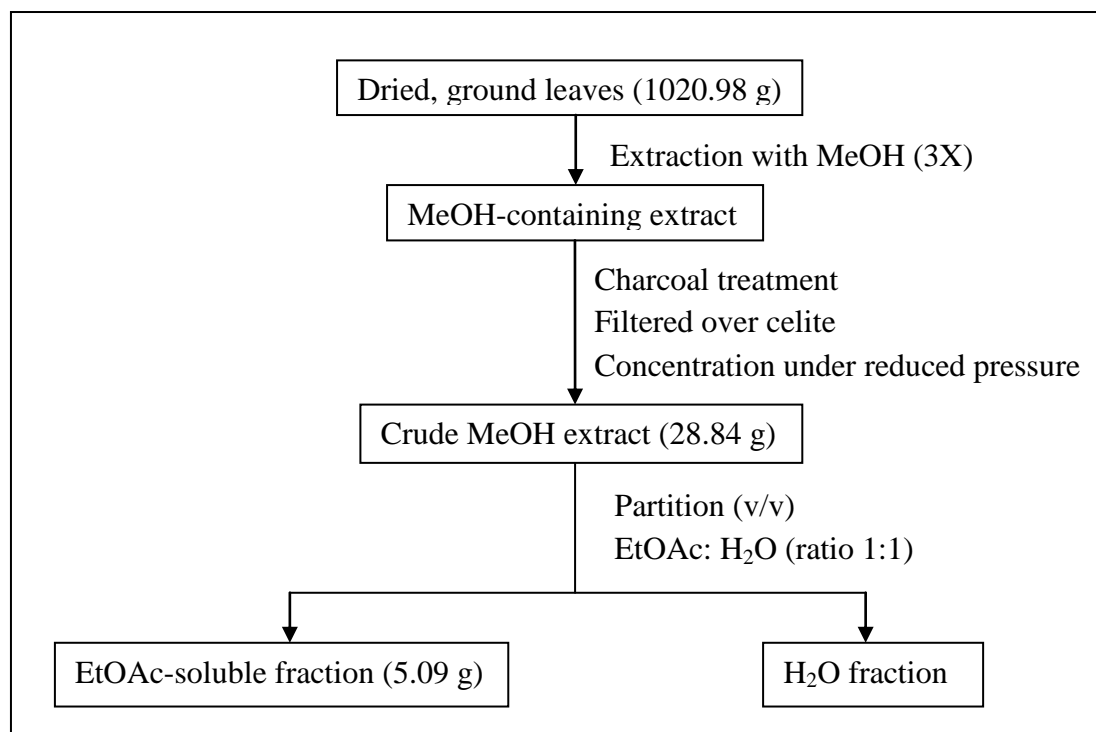 Dried, ground leaves (1020.98 g)
Extraction with MeOH (3X)
MeOH-containing extract
Charcoal treatment
Filtered over celite
Concentration under reduced pressure
Crude MeOH extract (28.84 g)
Partition (v/v)
EtOAc: H₂O (ratio 1:1)
EtOAc-soluble fraction (5.09 g)
H₂O fraction